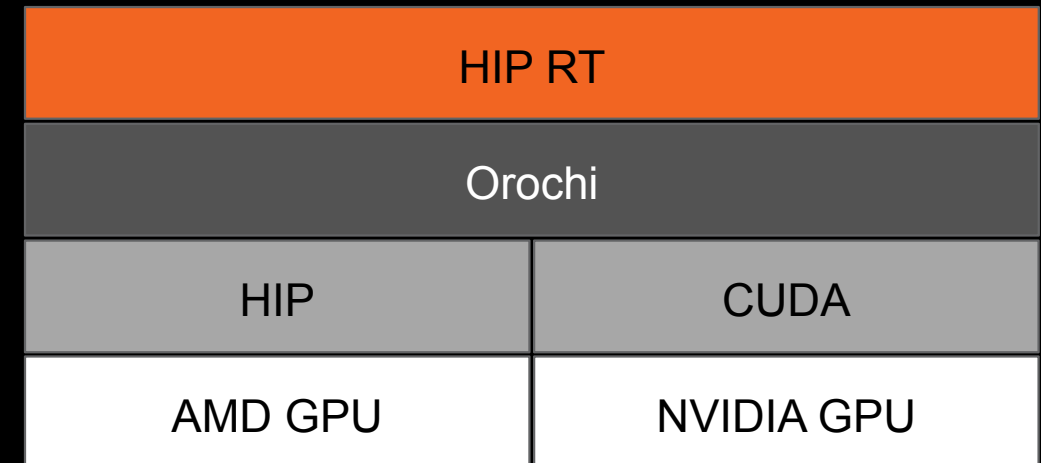 HIP RT
Orochi
HIP
CUDA
AMD GPU
NVIDIA GPU